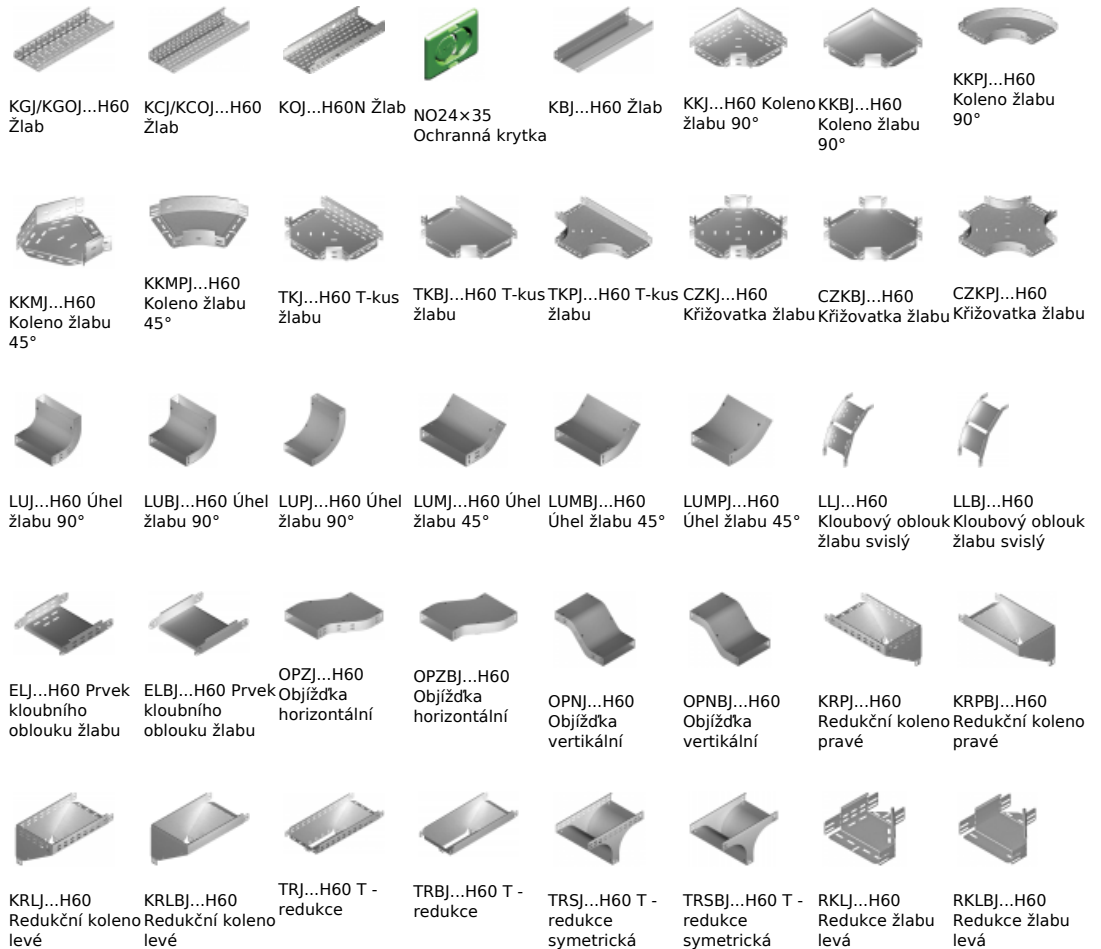 KGJ/KGOJ...H60
Žlab
KCJ/KCOJ...H60
Žlab
KOJ...H60N Žlab
NO24×35
Ochranná krytka
KBJ...H60 Žlab
KKJ...H60 Koleno
žlabu 90°
KKBJ...H60
Koleno žlabu
90°
KKPJ...H60
Koleno žlabu
90°
KKMJ...H60
Koleno žlabu
45°
KKMPJ...H60
Koleno žlabu
45°
TKJ...H60 T-kus
žlabu
TKBJ...H60 T-kus
žlabu
TKPJ...H60 T-kus
žlabu
CZKJ...H60
Křižovatka žlabu
CZKBJ...H60
Křižovatka žlabu
CZKPJ...H60
Křižovatka žlabu
LUJ...H60 Úhel
žlabu 90°
LUBJ...H60 Úhel
žlabu 90°
LUPJ...H60 Úhel
žlabu 90°
LUMJ...H60 Úhel
žlabu 45°
LUMBJ...H60
Úhel žlabu 45°
LUMPJ...H60
Úhel žlabu 45°
LLJ...H60
Kloubový oblouk
žlabu svislý
LLBJ...H60
Kloubový oblouk
žlabu svislý
ELJ...H60 Prvek
kloubního
oblouku žlabu
ELBJ...H60 Prvek
kloubního
oblouku žlabu
OPZJ...H60
Objížďka
horizontální
OPZBJ...H60
Objížďka
horizontální
OPNJ...H60
Objížďka
vertikální
OPNBJ...H60
Objížďka
vertikální
KRPJ...H60
Redukční koleno
pravé
KRPBJ...H60
Redukční koleno
pravé
KRLJ...H60
Redukční koleno
levé
KRLBJ...H60
Redukční koleno
levé
TRJ...H60 T -
redukce
TRBJ...H60 T -
redukce
TRSJ...H60 T -
redukce
symetrická
TRSBJ...H60 T -
redukce
symetrická
RKLJ...H60
Redukce žlabu
levá
RKLBJ...H60
Redukce žlabu
levá